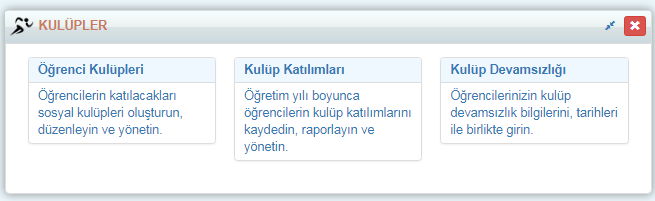 KULÜPLER
Öğrenci Kulüpleri
Öğrencilerin katılacakları
sosyal kulüpleri oluşturun,
düzenleyin ve yönetin.
Kulüp Katılımları
Öğretim yılı boyunca
öğrencilerin kulüp katılımlarını
kaydedin, raporlayın ve
yönetin.
Kulüp Devamsızlığı
Öğrencilerinizin kulüp
devamsızlık bilgilerini, tarihleri
ile birlikte girin.